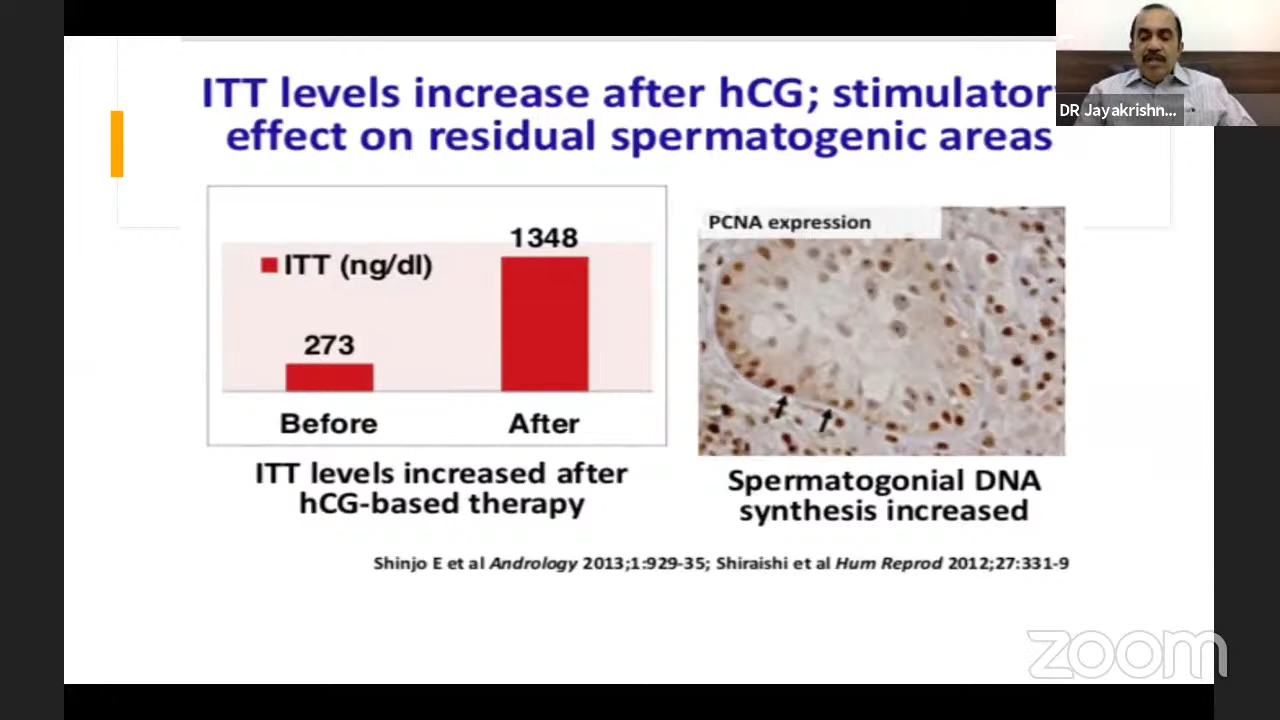 ITT levels increase after hCG; stimulator
effect on residual spermatogenic areas
DR Jayakrishn...
1348
ITT (ng/dl)
273
Before
After
ITT levels increased after
hCG-based therapy
PCNA expression
Spermatogonial DNA
synthesis increased
Shinjo E et al Andrology 2013;1:929-35; Shiraishi et al Hum Reprod 2012;27:331-9
zoom